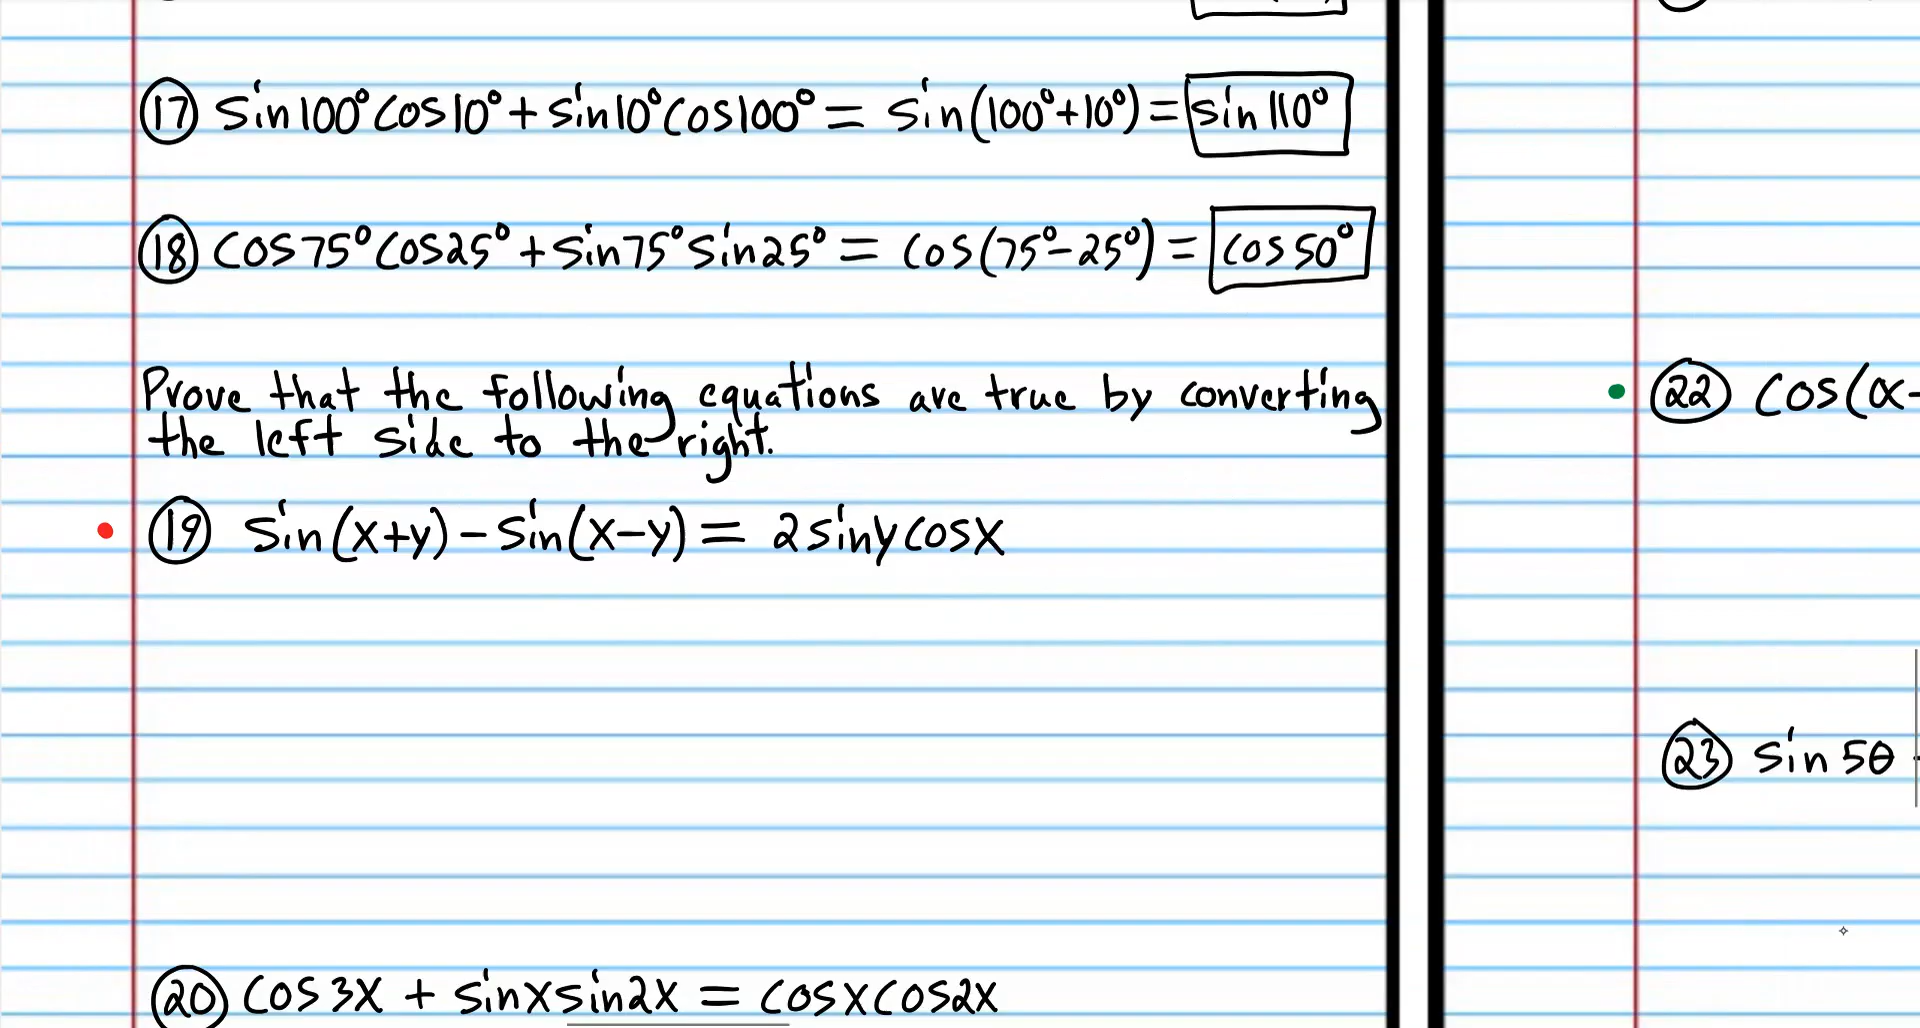 17 sin100°cos10° + sin10°cos100° = sin(100°+10°) = sin110°
18 cos75°cos25° + sin75°sin25° = cos(75°-25°) = cos50°
Prove that the following equations are true by converting
the left side to the right.
19 sin(x+y) - sin(x-y) = 2sinycosx
20 cos3x + sinxsin2x = cosxcos2x
22 cos(α-
23 sin5θ